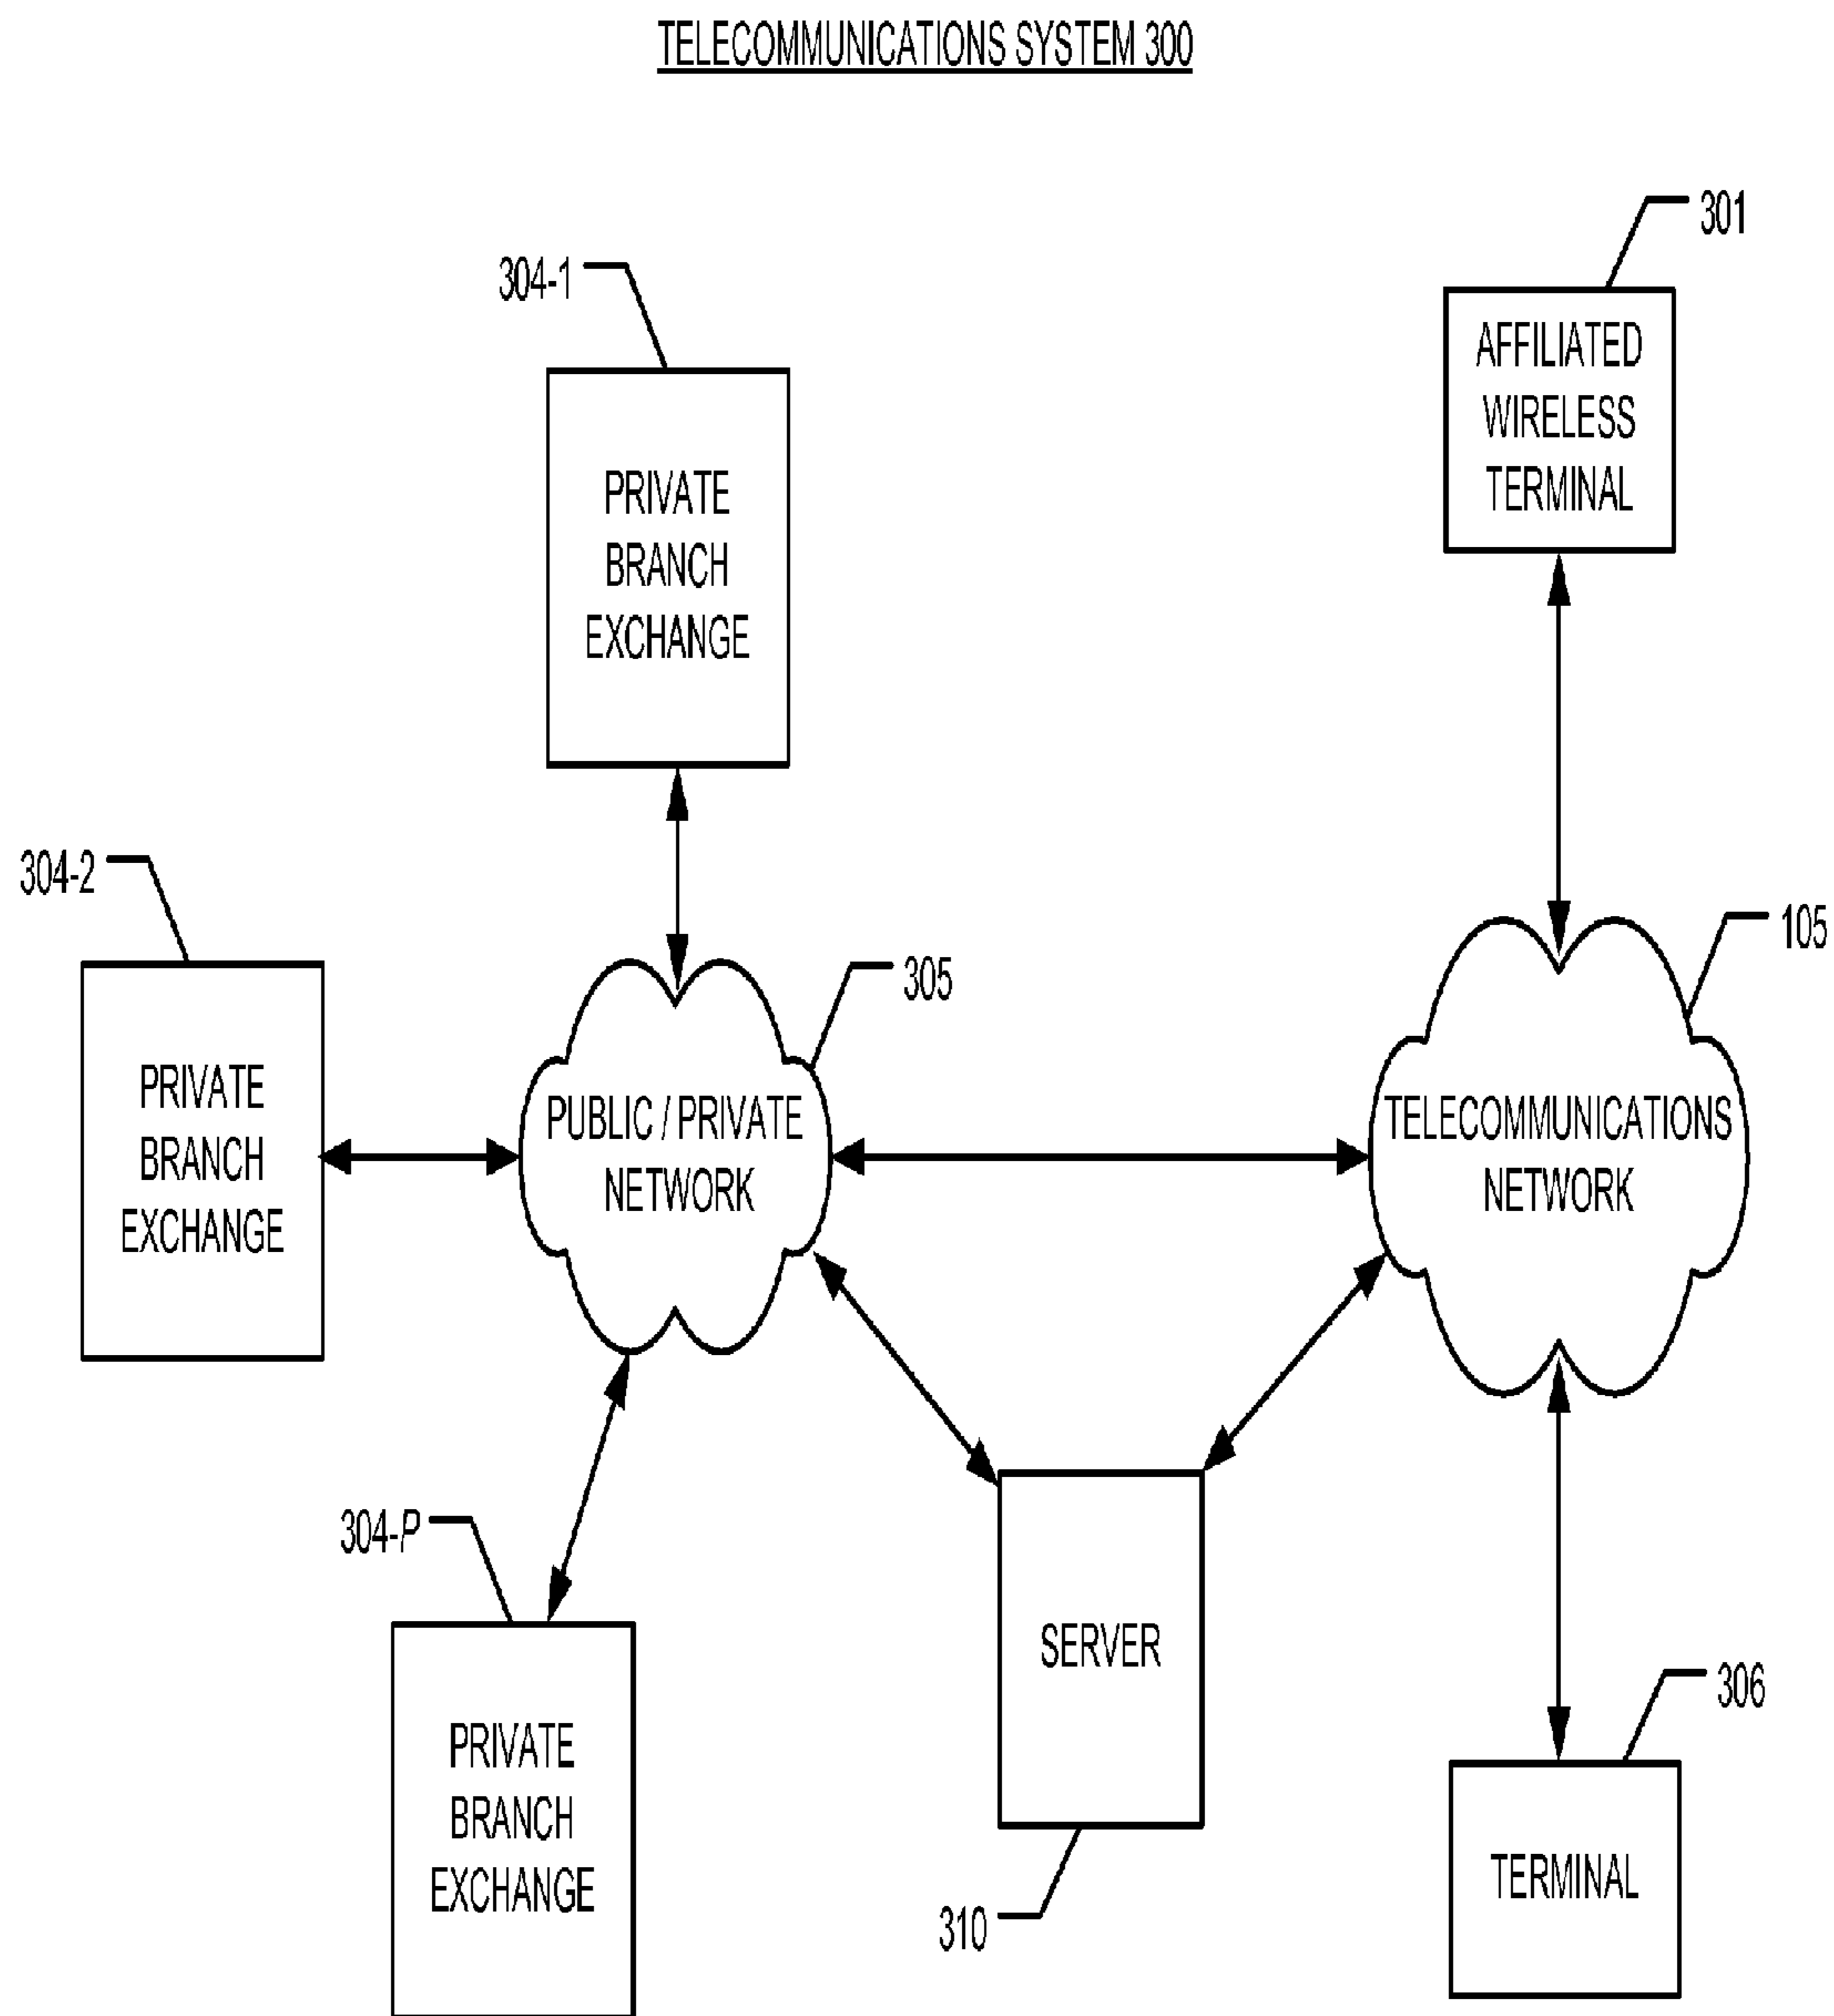 TELECOMMUNICATIONS SYSTEM 300
301
304-1
AFFILIATED
WIRELESS
TERMINAL
PRIVATE
BRANCH
EXCHANGE
304-2
105
305
PRIVATE
BRANCH
EXCHANGE
PUBLIC / PRIVATE
NETWORK
TELECOMMUNICATIONS
NETWORK
304-P
SERVER
306
PRIVATE
BRANCH
EXCHANGE
TERMINAL
310